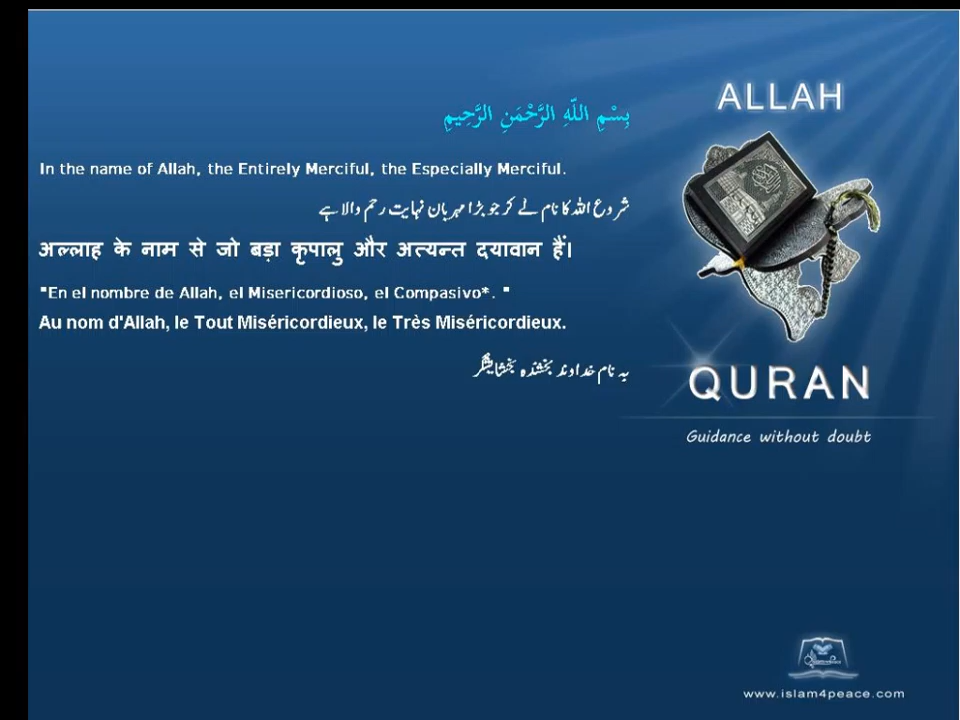 بِسْمِ اللَّهِ الرَّحْمَنِ الرَّحِيمِ
In the name of Allah, the Entirely Merciful, the Especially Merciful.
شروع الله کا نام لے کر جو بڑا مہربان نہایت رحم والا ہے
अल्लाह के नाम से जो बड़ा कृपालु और अत्यन्त दयावान हैं।
"En el nombre de Allah, el Misericordioso, el Compasivo*. "
Au nom d'Allah, le Tout Miséricordieux, le Très Miséricordieux.
به نام خداوند بخشنده بخشایشگر
ALLAH
QURAN
Guidance without doubt
www.islam4peace.com